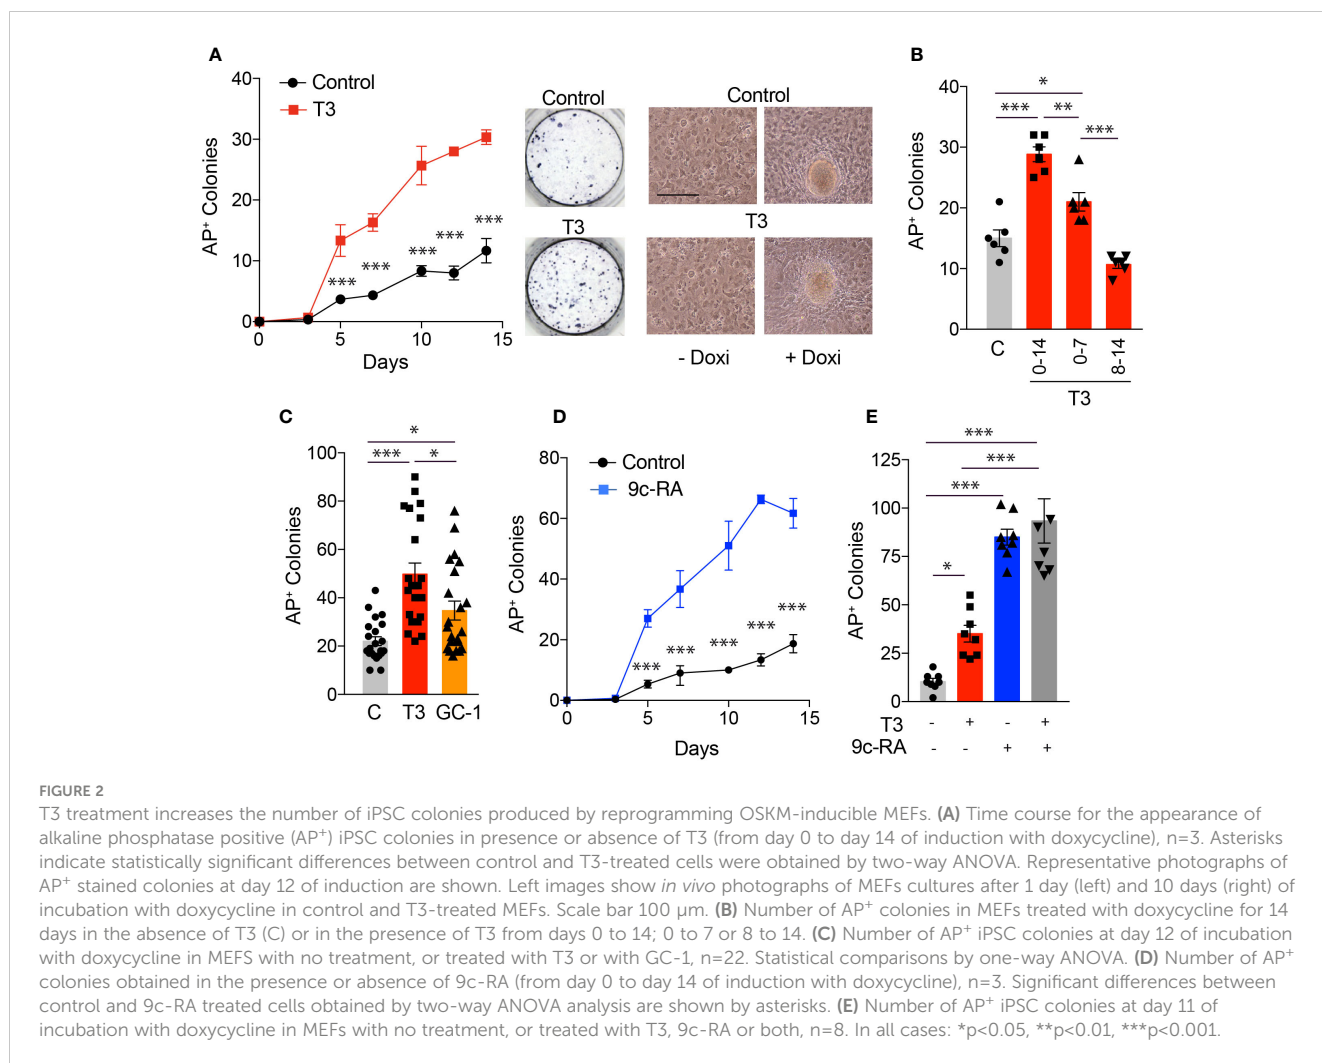 A
40
30
20
10
0
AP+ Colonies
Control
T3
***
***
***
***
***
0
5
10
15
Days
Control
T3
Control
T3
- Doxi
+ Doxi
B
40
30
20
10
0
AP+ Colonies
*
***
**
***
C
0-14
0-7
8-14
T3
C
100
80
60
40
20
0
AP+ Colonies
*
***
*
C
T3
GC-1
D
80
60
40
20
0
AP+ Colonies
Control
9c-RA
***
***
***
***
***
0
5
10
15
Days
E
125
100
75
50
25
0
AP+ Colonies
***
***
***
*
T3 - + - +
9c-RA - - + +
FIGURE 2
T3 treatment increases the number of iPSC colonies produced by reprogramming OSKM-inducible MEFs. (A) Time course for the appearance of
alkaline phosphatase positive (AP+) iPSC colonies in presence or absence of T3 (from day 0 to day 14 of induction with doxycycline), n=3. Asterisks
indicate statistically significant differences between control and T3-treated cells were obtained by two-way ANOVA. Representative photographs of
AP+ stained colonies at day 12 of induction are shown. Left images show in vivo photographs of MEFs cultures after 1 day (left) and 10 days (right) of
incubation with doxycycline in control and T3-treated MEFs. Scale bar 100 µm. (B) Number of AP+ colonies in MEFs treated with doxycycline for 14
days in the absence of T3 (C) or in the presence of T3 from days 0 to 14; 0 to 7 or 8 to 14. (C) Number of AP+ iPSC colonies at day 12 of incubation
with doxycycline in MEFS with no treatment, or treated with T3 or with GC-1, n=22. Statistical comparisons by one-way ANOVA. (D) Number of AP+
colonies obtained in the presence or absence of 9c-RA (from day 0 to day 14 of induction with doxycycline), n=3. Significant differences between
control and 9c-RA treated cells obtained by two-way ANOVA analysis are shown by asterisks. (E) Number of AP+ iPSC colonies at day 11 of
incubation with doxycycline in MEFs with no treatment, or treated with T3, 9c-RA or both, n=8. In all cases: *p<0.05, **p<0.01, ***p<0.001.